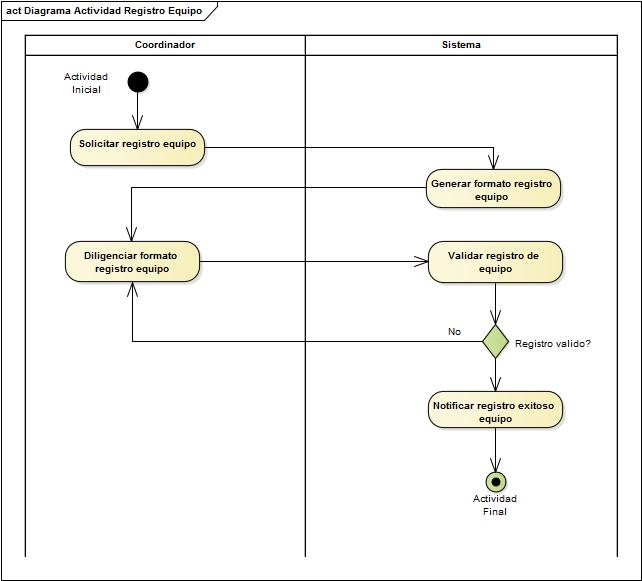 act Diagrama Actividad Registro Equipo
Coordinador
Sistema
Actividad
Inicial
Solicitar registro equipo
Generar formato registro
equipo
Diligenciar formato
registro equipo
Validar registro de
equipo
No
Registro valido?
Notificar registro exitoso
equipo
Actividad
Final